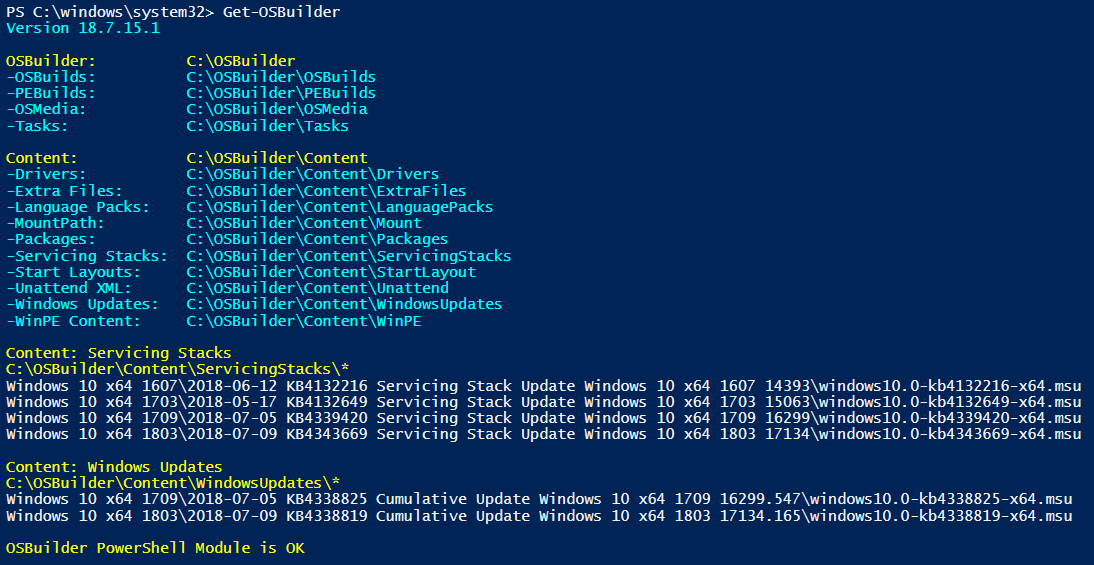 PS C:\windows\system32> Get-OSBuilder
Version 18.7.15.1
OSBuilder: C:\OSBuilder
-OSBuilds: C:\OSBuilder\OSBuilds
-PEBuilds: C:\OSBuilder\PEBuilds
-OSMedia: C:\OSBuilder\OSMedia
-Tasks: C:\OSBuilder\Tasks
Content: C:\OSBuilder\Content
-Drivers: C:\OSBuilder\Content\Drivers
-Extra Files: C:\OSBuilder\Content\ExtraFiles
-Language Packs: C:\OSBuilder\Content\LanguagePacks
-MountPath: C:\OSBuilder\Content\Mount
-Packages: C:\OSBuilder\Content\Packages
-Servicing Stacks: C:\OSBuilder\Content\ServicingStacks
-Start Layouts: C:\OSBuilder\Content\StartLayout
-Unattend XML: C:\OSBuilder\Content\Unattend
-Windows Updates: C:\OSBuilder\Content\WindowsUpdates
-WinPE Content: C:\OSBuilder\Content\WinPE
Content: Servicing Stacks
C:\OSBuilder\Content\ServicingStacks\*
Windows 10 x64 1607\2018-06-12 KB4132216 Servicing Stack Update Windows 10 x64 1607 14393\windows10.0-kb4132216-x64.msu
Windows 10 x64 1703\2018-05-17 KB4132649 Servicing Stack Update Windows 10 x64 1703 15063\windows10.0-kb4132649-x64.msu
Windows 10 x64 1709\2018-07-05 KB4339420 Servicing Stack Update Windows 10 x64 1709 16299\windows10.0-kb4339420-x64.msu
Windows 10 x64 1803\2018-07-09 KB4343669 Servicing Stack Update Windows 10 x64 1803 17134\windows10.0-kb4343669-x64.msu
Content: Windows Updates
C:\OSBuilder\Content\WindowsUpdates\*
Windows 10 x64 1709\2018-07-05 KB4338825 Cumulative Update Windows 10 x64 1709 16299.547\windows10.0-kb4338825-x64.msu
Windows 10 x64 1803\2018-07-09 KB4338819 Cumulative Update Windows 10 x64 1803 17134.165\windows10.0-kb4338819-x64.msu
OSBuilder PowerShell Module is OK